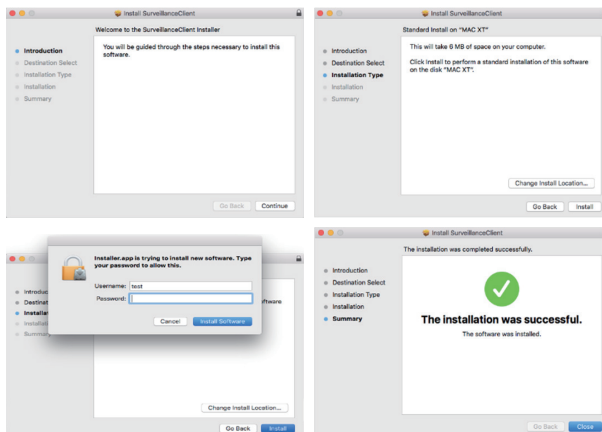 Install SurveillanceClient
Welcome to the SurveillanceClient Installer
Introduction
Destination Select
Installation Type
Installation
Summary
You will be guided through the steps necessary to install this
software.
Go Back
Continue
Install SurveillanceClient
Standard Install on "MAC XT"
Introduction
Destination Select
Installation Type
Installation
Summary
This will take 6 MB of space on your computer.
Click Install to perform a standard installation of this software
on the disk "MAC XT".
Change Install Location...
Go Back
Install
Installer.app is trying to install new software. Type
your password to allow this.
Username: test
Password:
Cancel
Install Software
Introduc
Destinat
Installat
Installati
Summary
oftware
Change Install Location...
Go Back
Install
Install SurveillanceClient
The installation was completed successfully.
Introduction
Destination Select
Installation Type
Installation
Summary
The installation was successful.
The software was installed.
Go Back
Close